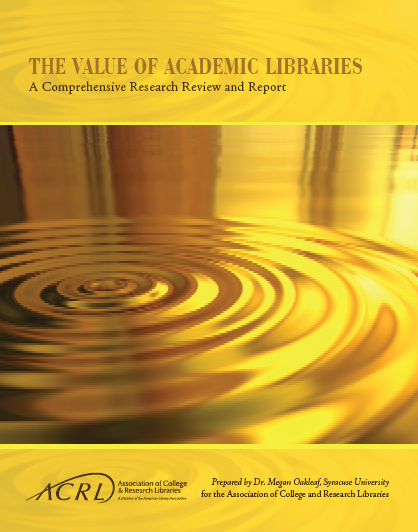 THE VALUE OF ACADEMIC LIBRARIES
A Comprehensive Research Review and Report
ACRL
Association of College
& Research Libraries
A Division of the American Library Association
Prepared by Dr. Megan Oakleaf, Syracuse University
for the Association of College and Research Libraries